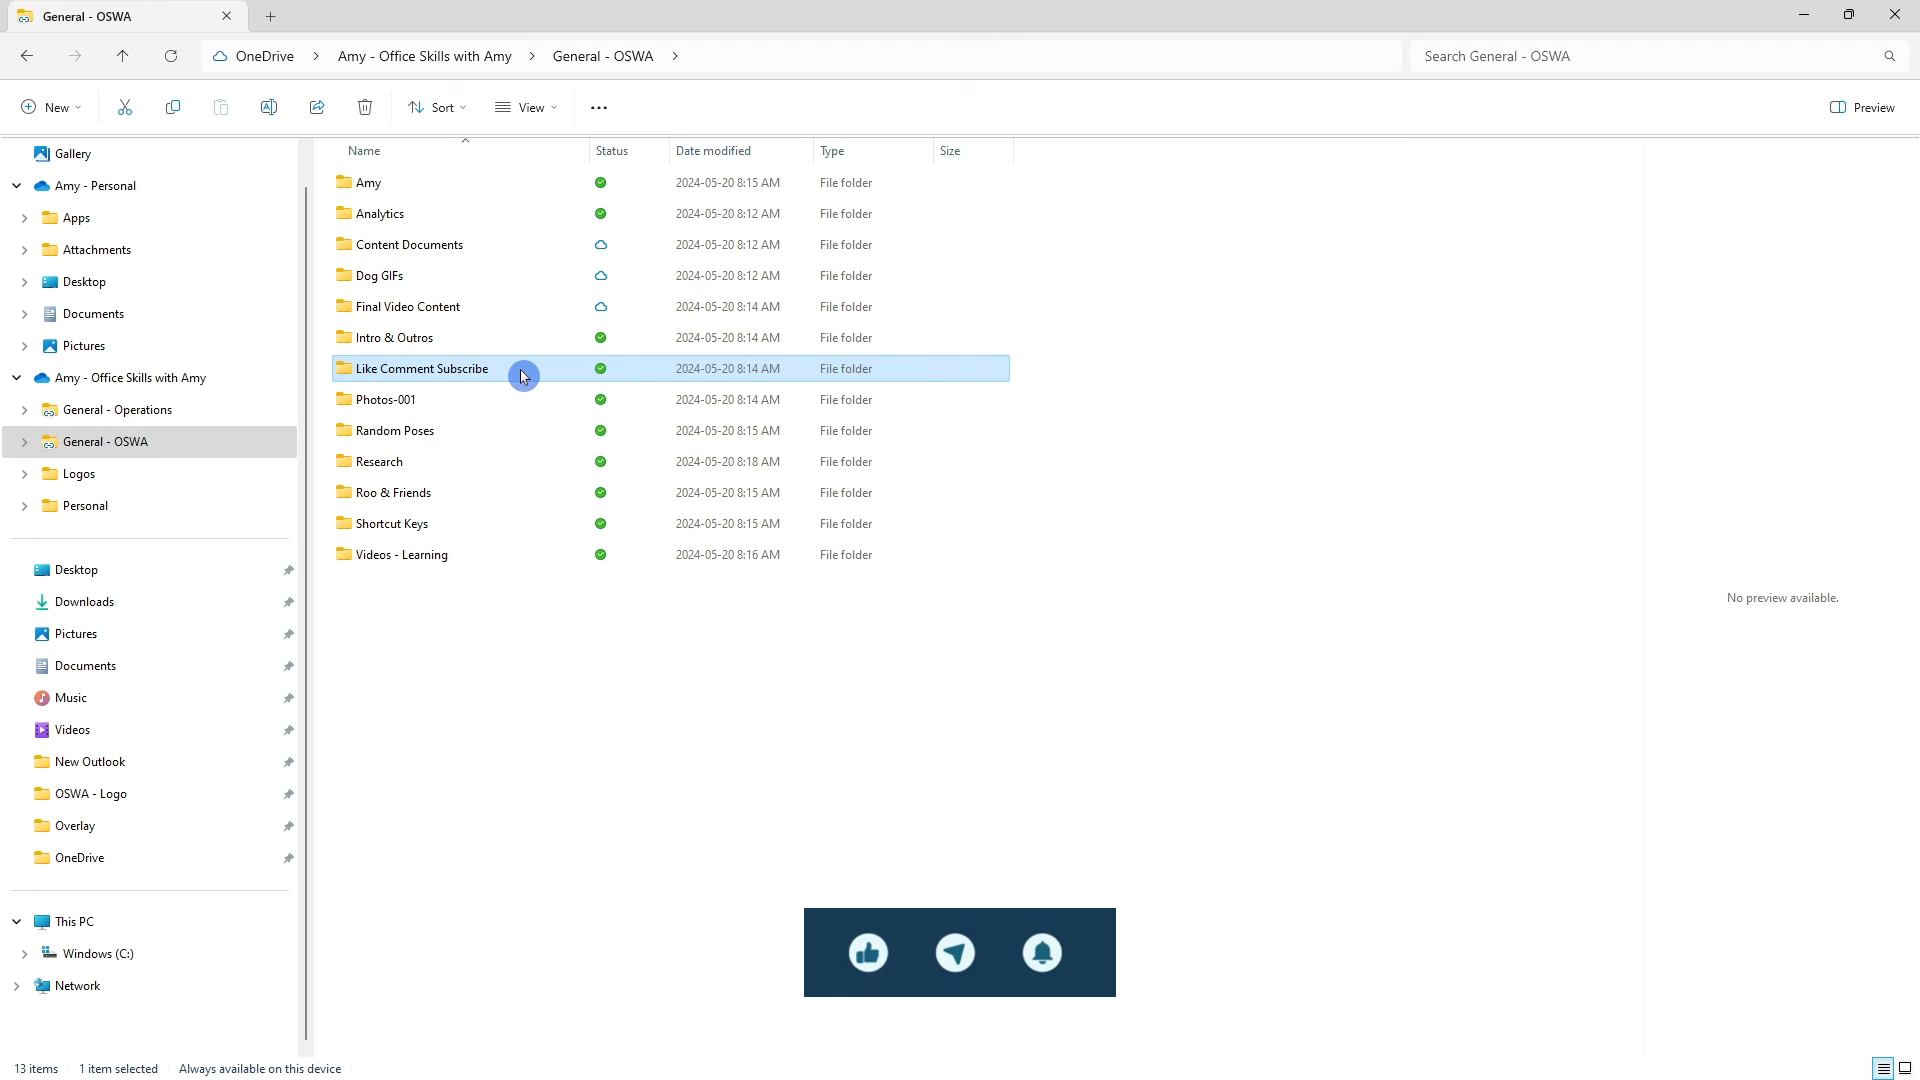 General - OSWA
OneDrive > Amy - Office Skills with Amy > General - OSWA >
Search General - OSWA
New
Sort
View
Preview
Gallery
Amy - Personal
Apps
Attachments
Desktop
Documents
Pictures
Amy - Office Skills with Amy
General - Operations
General - OSWA
Logos
Personal
Desktop
Downloads
Pictures
Documents
Music
Videos
New Outlook
OSWA - Logo
Overlay
OneDrive
This PC
Windows (C:)
Network
Name Status Date modified Type Size
Amy 2024-05-20 8:15 AM File folder
Analytics 2024-05-20 8:12 AM File folder
Content Documents 2024-05-20 8:12 AM File folder
Dog GIFs 2024-05-20 8:12 AM File folder
Final Video Content 2024-05-20 8:14 AM File folder
Intro & Outros 2024-05-20 8:14 AM File folder
Like Comment Subscribe 2024-05-20 8:14 AM File folder
Photos-001 2024-05-20 8:14 AM File folder
Random Poses 2024-05-20 8:15 AM File folder
Research 2024-05-20 8:18 AM File folder
Roo & Friends 2024-05-20 8:15 AM File folder
Shortcut Keys 2024-05-20 8:15 AM File folder
Videos - Learning 2024-05-20 8:16 AM File folder
No preview available.
13 items 1 item selected Always available on this device